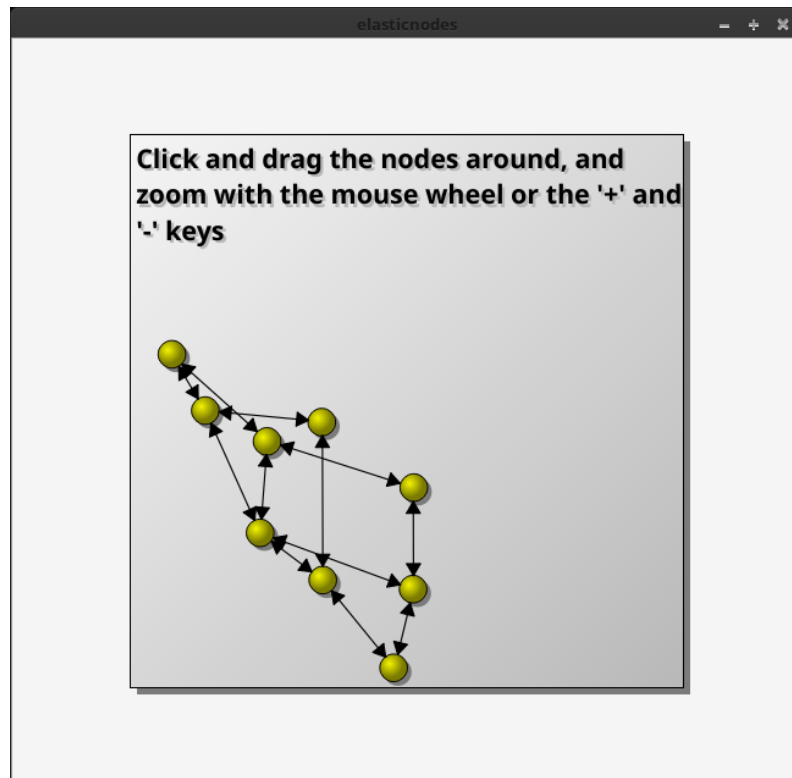 elasticnodes
Click and drag the nodes around, and
zoom with the mouse wheel or the '+' and
'-' keys